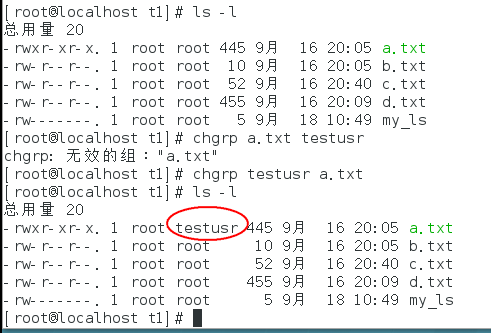 [root@localhost t1]# ls -l
总用量 20
-rwxr-xr-x. 1 root root 445 9月  16 20:05 a.txt
-rw-r--r--. 1 root root  10 9月  16 20:05 b.txt
-rw-r--r--. 1 root root  52 9月  16 20:40 c.txt
-rw-r--r--. 1 root root 455 9月  16 20:09 d.txt
-rw-------. 1 root root   5 9月  18 10:49 my_ls
[root@localhost t1]# chgrp a.txt testusr
chgrp: 无效的组："a.txt"
[root@localhost t1]# chgrp testusr a.txt
[root@localhost t1]# ls -l
总用量 20
-rwxr-xr-x. 1 root testusr 445 9月  16 20:05 a.txt
-rw-r--r--. 1 root root     10 9月  16 20:05 b.txt
-rw-r--r--. 1 root root     52 9月  16 20:40 c.txt
-rw-r--r--. 1 root root    455 9月  16 20:09 d.txt
-rw-------. 1 root root      5 9月  18 10:49 my_ls
[root@localhost t1]#